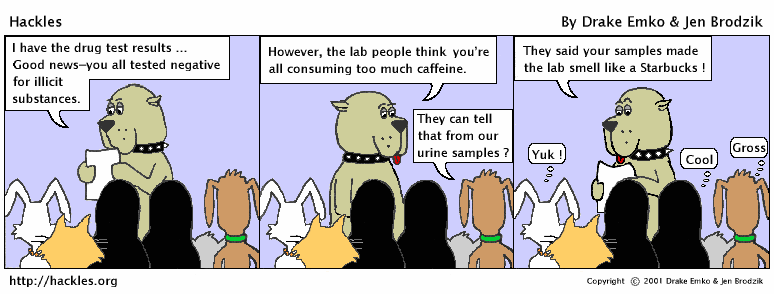 Hackles
By Drake Emko & Jen Brodzik
I have the drug test results ...
Good news–you all tested negative
for illicit
substances.
However, the lab people think you're
all consuming too much caffeine.
They can tell
that from our
urine samples ?
They said your samples made
the lab smell like a Starbucks !
Yuk !
Cool
Gross
http://hackles.org
Copyright © 2001 Drake Emko & Jen Brodzik